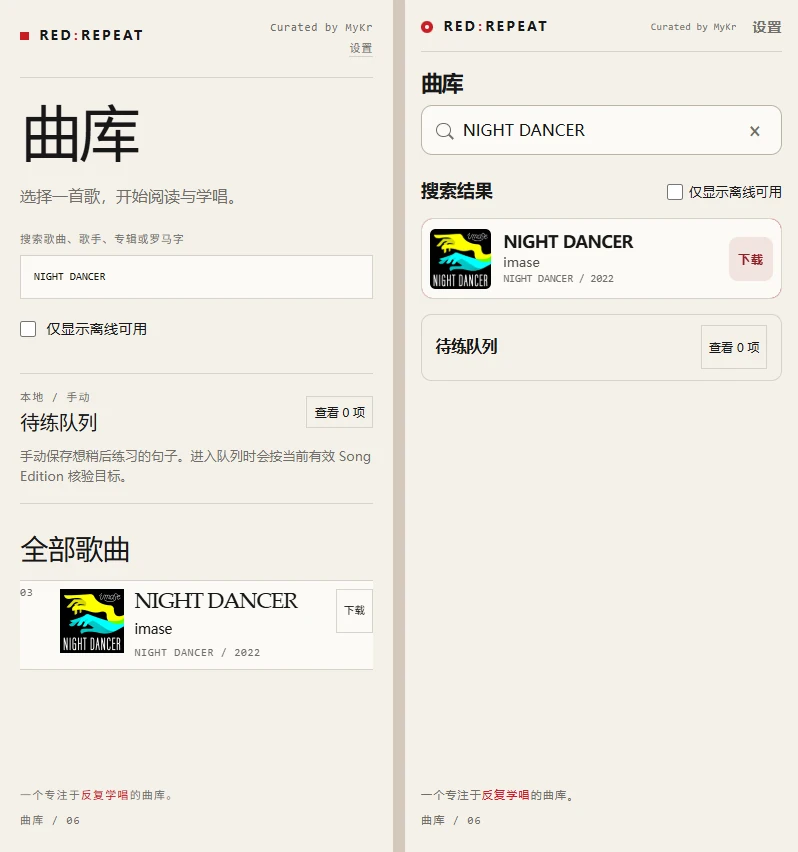 RED:REPEAT
Curated by MyKr
设置
曲库
选择一首歌，开始阅读与学唱。
搜索歌曲、歌手、专辑或罗马字
NIGHT DANCER
仅显示离线可用
本地 / 手动
待练队列
查看 0 项
手动保存想稍后练习的句子。进入队列时会按当前有效 Song
Edition 核验目标。
全部歌曲
03
imase
NIGHT DANCER
NIGHT DANCER
imase
NIGHT DANCER / 2022
下载
一个专注于反复学唱的曲库。
曲库 / 06
RED:REPEAT
Curated by MyKr
设置
曲库
NIGHT DANCER
×
搜索结果
仅显示离线可用
imase
NIGHT DANCER
NIGHT DANCER
imase
NIGHT DANCER / 2022
下载
待练队列
查看 0 项
一个专注于反复学唱的曲库。
曲库 / 06